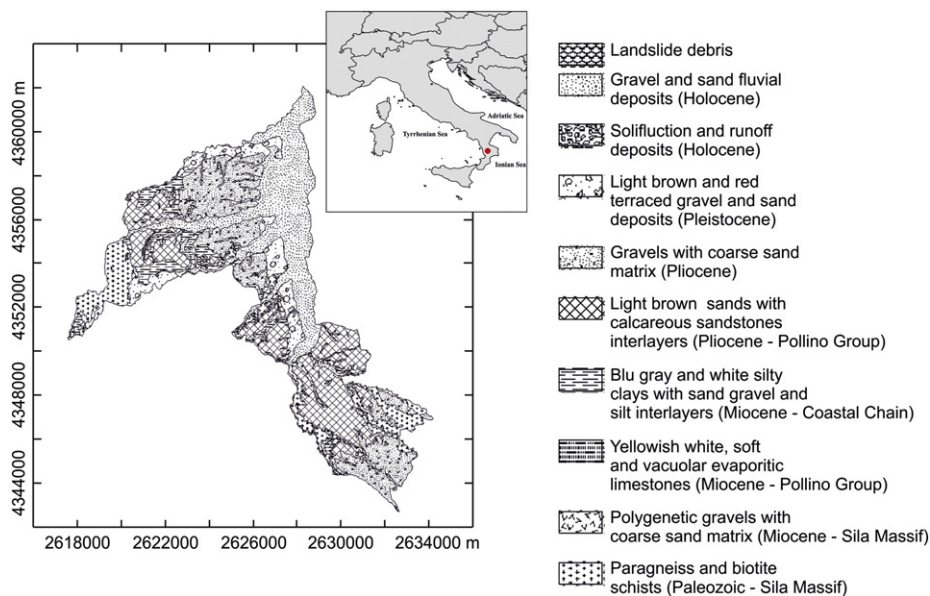 4360000 m
4356000
4352000
4348000
4344000
2618000 2622000 2626000 2630000 2634000 m
Adriatic Sea
Tyrrhenian Sea
Ionian Sea
Landslide debris
Gravel and sand fluvial
deposits (Holocene)
Solifluction and runoff
deposits (Holocene)
Light brown and red
terraced gravel and sand
deposits (Pleistocene)
Gravels with coarse sand
matrix (Pliocene)
Light brown sands with
calcareous sandstones
interlayers (Pliocene - Pollino Group)
Blu gray and white silty
clays with sand gravel and
silt interlayers (Miocene - Coastal Chain)
Yellowish white, soft
and vacuolar evaporitic
limestones (Miocene - Pollino Group)
Polygenetic gravels with
coarse sand matrix (Miocene - Sila Massif)
Paragneiss and biotite
schists (Paleozoic - Sila Massif)